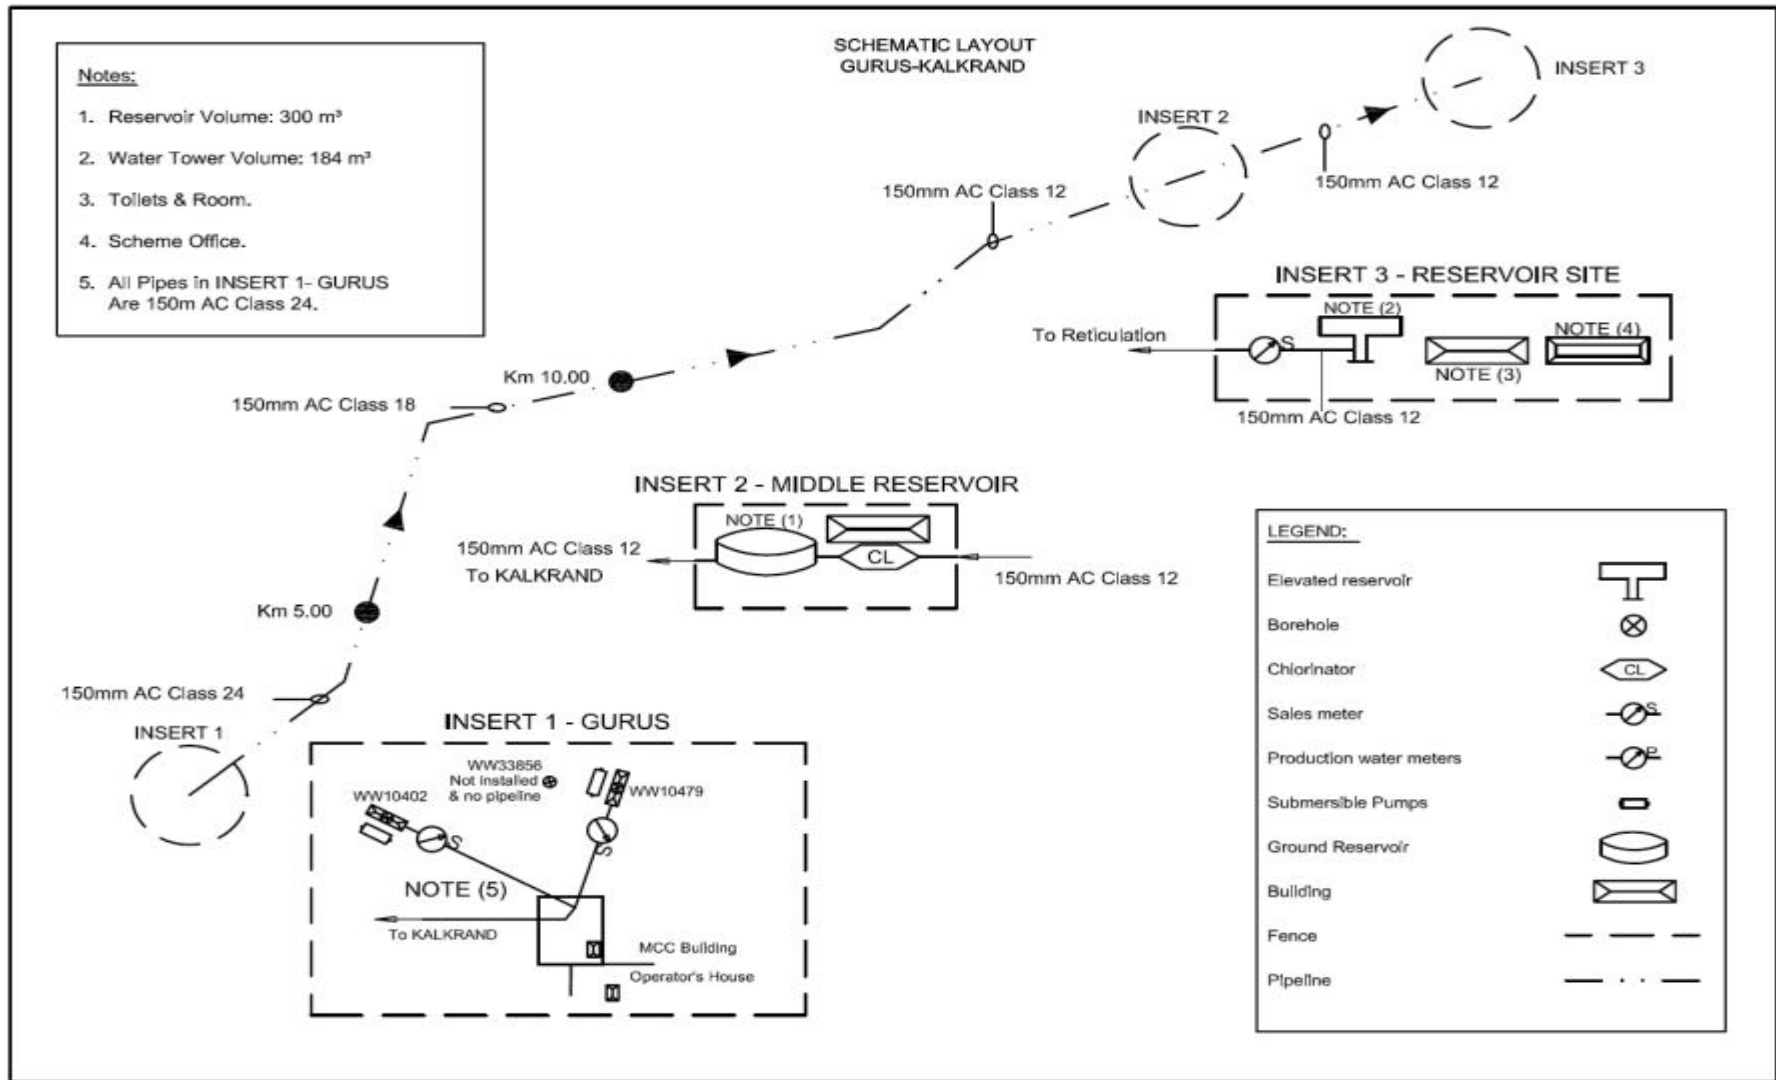 SCHEMATIC LAYOUT
GURUS-KALKRAND
Notes:
1. Reservoir Volume: 300 m³
2. Water Tower Volume: 184 m³
3. Toilets & Room.
4. Scheme Office.
5. All Pipes in INSERT 1- GURUS
Are 150m AC Class 24.
INSERT 3
INSERT 2
150mm AC Class 12
150mm AC Class 12
Km 10.00
150mm AC Class 18
Km 5.00
150mm AC Class 24
INSERT 1
INSERT 3 - RESERVOIR SITE
NOTE (2)
To Reticulation
S
NOTE (4)
NOTE (3)
150mm AC Class 12
INSERT 2 - MIDDLE RESERVOIR
NOTE (1)
150mm AC Class 12
To KALKRAND
CL
150mm AC Class 12
INSERT 1 - GURUS
WW33856
Not installed
& no pipeline
WW10402
WW10479
S
S
NOTE (5)
To KALKRAND
MCC Building
Operator's House
LEGEND:
Elevated reservoir
Borehole
Chlorinator
CL
Sales meter
S
Production water meters
P
Submersible Pumps
Ground Reservoir
Building
Fence
Pipeline